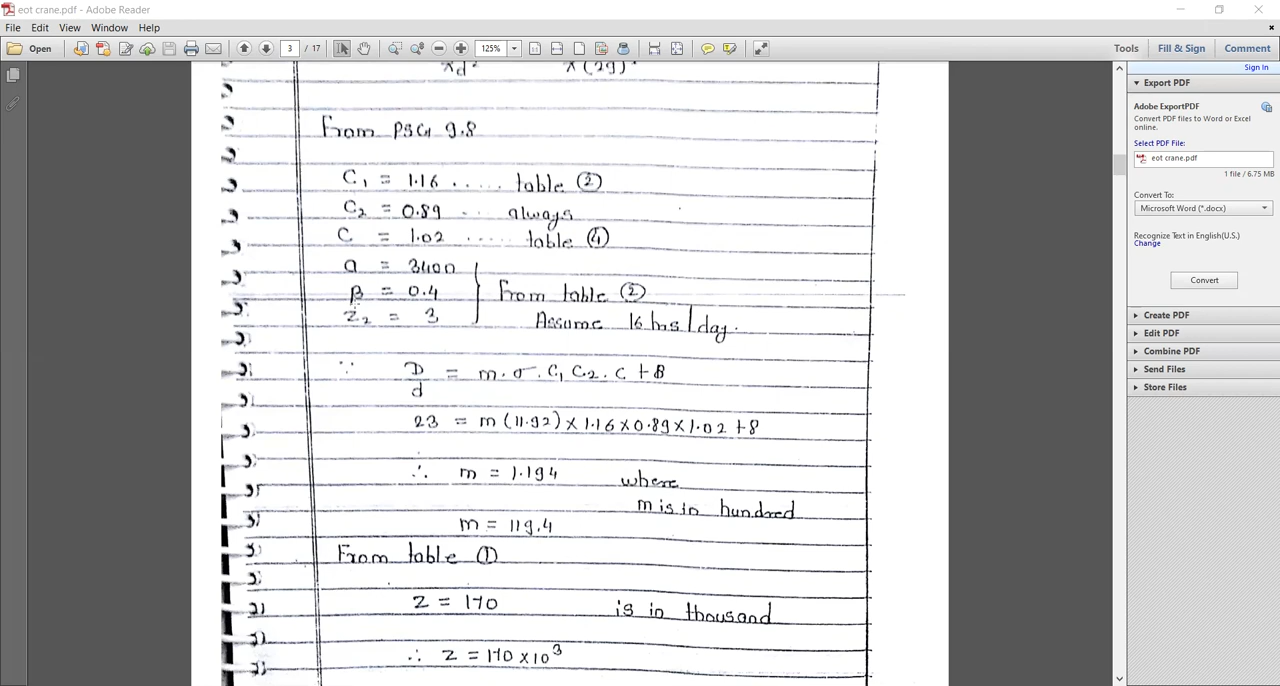 eot crane.pdf - Adobe Reader
File Edit View Window Help
Open 3 / 17 125% Tools Fill & Sign Comment
Sign In
Export PDF
Adobe ExportPDF
Convert PDF files to Word or Excel online.
Select PDF File:
eot crane.pdf
1 file / 6.75 MB
Convert To:
Microsoft Word (*.docx)
Recognize Text in English(U.S.)
Change
Convert
Create PDF
Edit PDF
Combine PDF
Send Files
Store Files
From PSG 9.8
C₁ = 1.16 ..... table ②
C₂ = 0.89 .. always
C = 1.02 ..... table ④
a = 3400
β = 0.4 } From table ②
Z₂ = 3 Assume 16 hrs/day.
∵ D/d = m.σ.C₁ C₂.C + 8
23 = m (11.92) × 1.16 × 0.89 × 1.02 + 8
∴ m = 1.194 where
m is in hundred
m = 119.4
From table ①
Z = 170 is in thousand
∴ Z = 170 × 10³